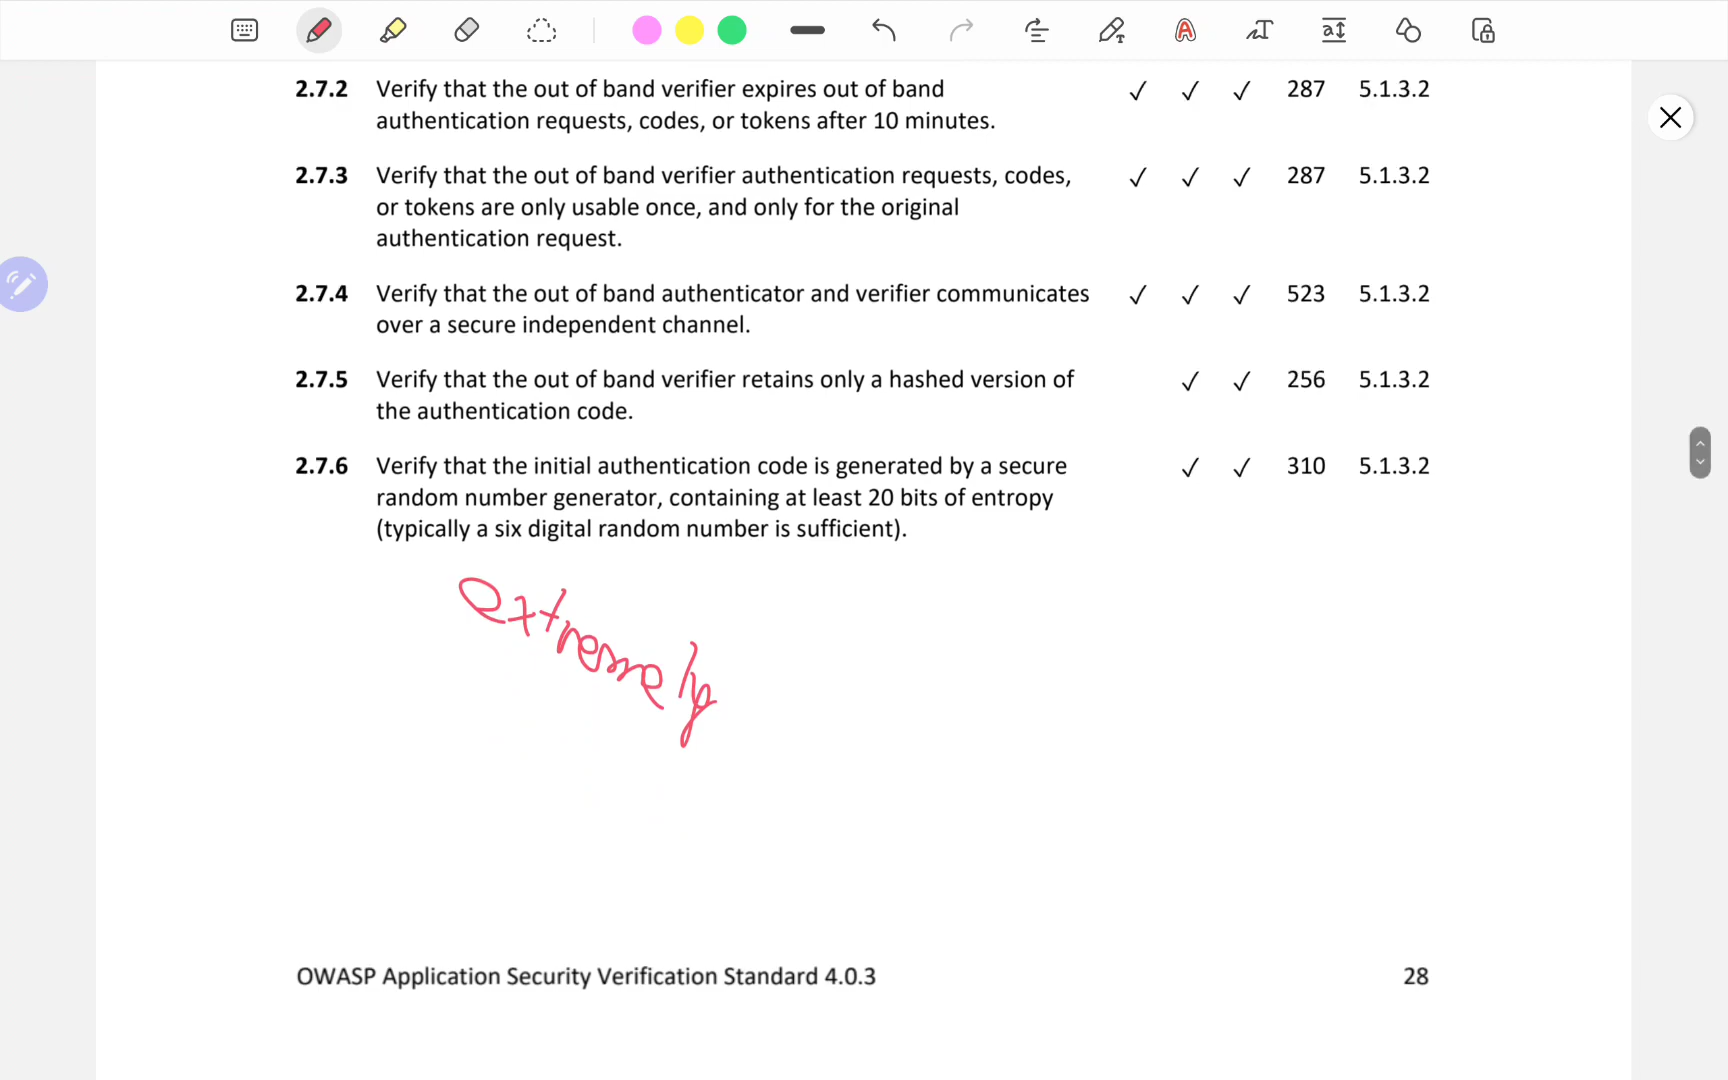 2.7.2 Verify that the out of band verifier expires out of band ✓ ✓ ✓ 287 5.1.3.2
authentication requests, codes, or tokens after 10 minutes.
2.7.3 Verify that the out of band verifier authentication requests, codes, ✓ ✓ ✓ 287 5.1.3.2
or tokens are only usable once, and only for the original
authentication request.
2.7.4 Verify that the out of band authenticator and verifier communicates ✓ ✓ ✓ 523 5.1.3.2
over a secure independent channel.
2.7.5 Verify that the out of band verifier retains only a hashed version of ✓ ✓ 256 5.1.3.2
the authentication code.
2.7.6 Verify that the initial authentication code is generated by a secure ✓ ✓ 310 5.1.3.2
random number generator, containing at least 20 bits of entropy
(typically a six digital random number is sufficient).
extremely
OWASP Application Security Verification Standard 4.0.3 28